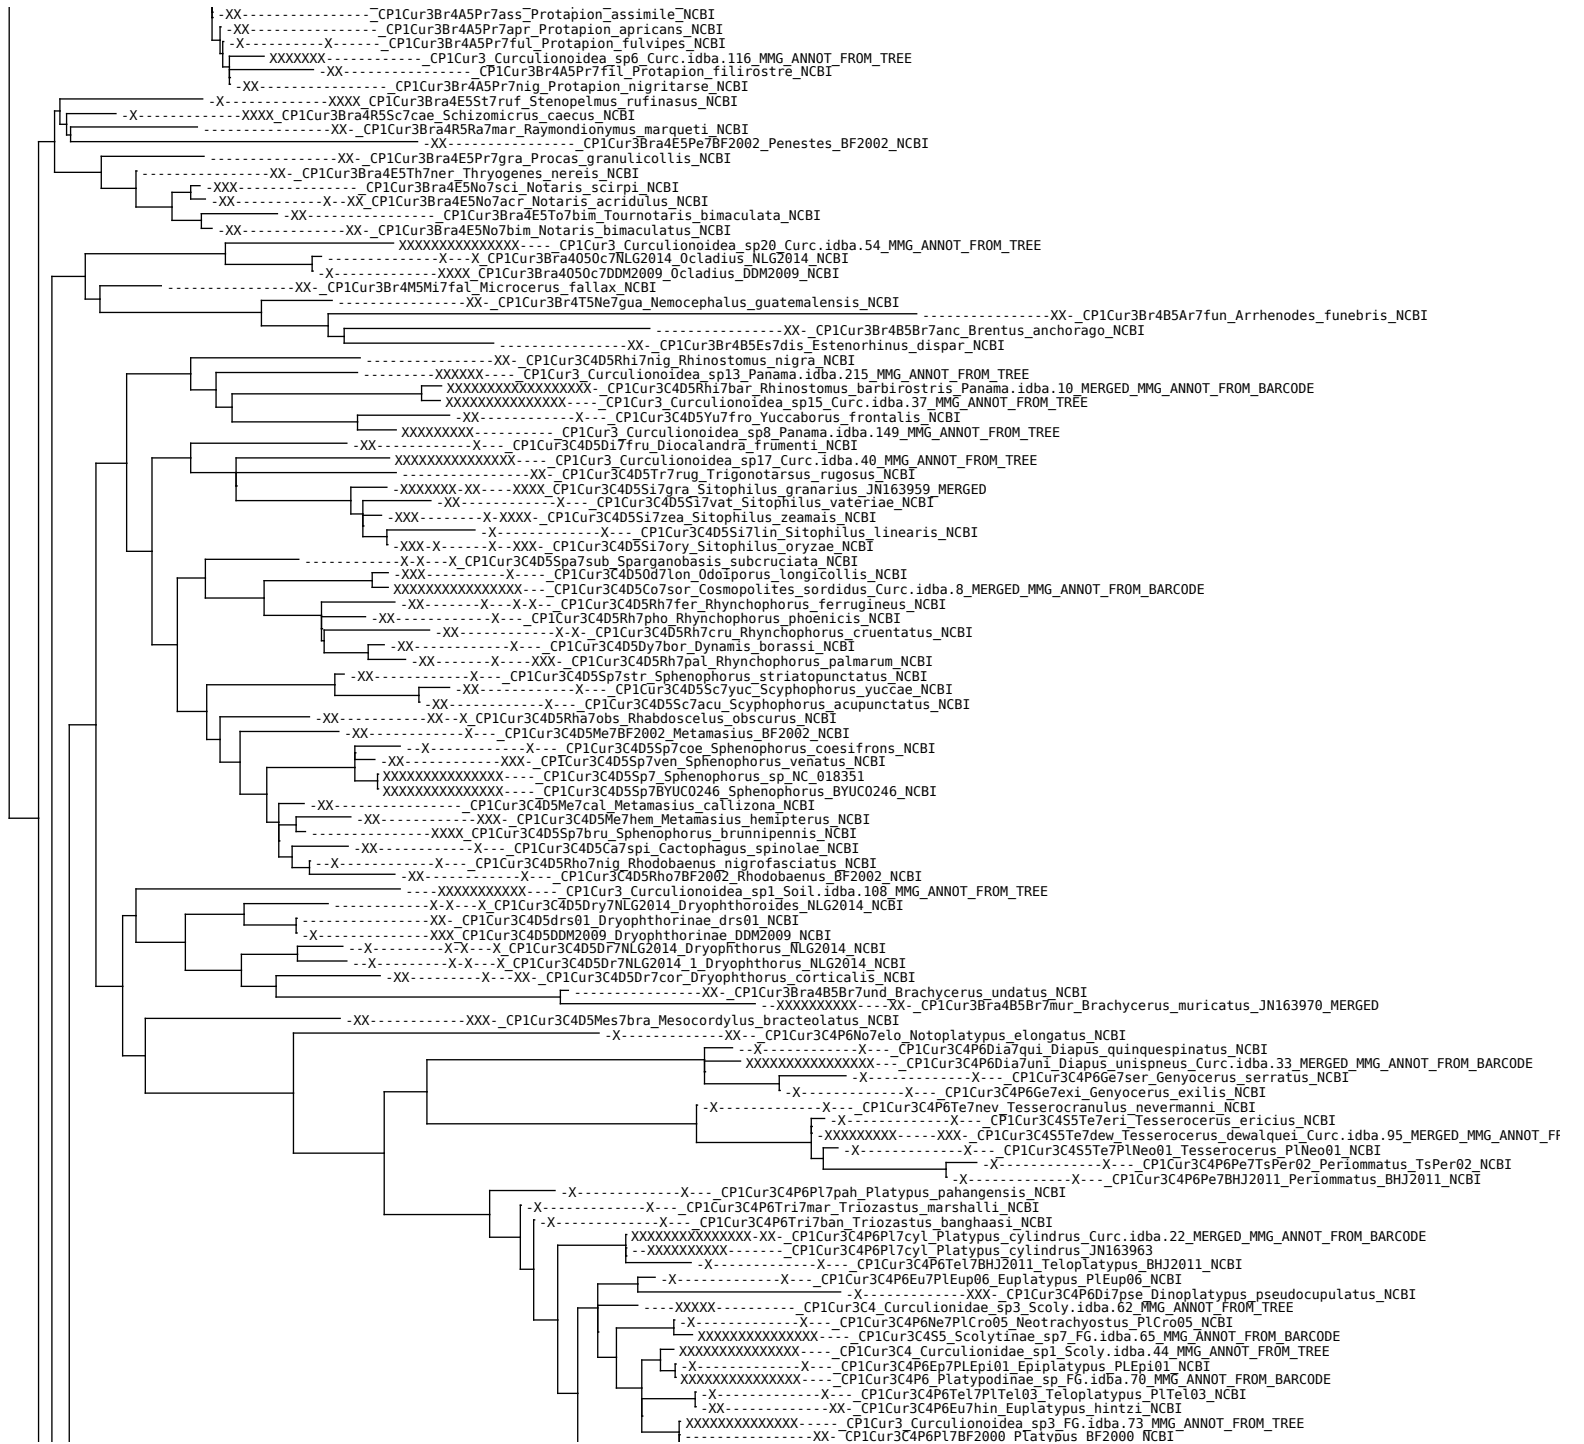 -XX---------------_CP1Cur3Br4A5Pr7ass_Protapion_assimile_NCBI
-XX---------------_CP1Cur3Br4A5Pr7apr_Protapion_apricans_NCBI
-X----------X------_CP1Cur3Br4A5Pr7ful_Protapion_fulvipes_NCBI
XXXXXXX------------_CP1Cur3_Curculionoidea_sp6_Curc.idba.116_MMG_ANNOT_FROM_TREE
-XX----------------_CP1Cur3Br4A5Pr7fil_Protapion_filirostre_NCBI
-XX----------------_CP1Cur3Br4A5Pr7nig_Protapion_nigritarse_NCBI
-X-------------XXXX_CP1Cur3Bra4E5St7ruf_Stenopelmus_rufinasus_NCBI
-X-------------XXXX_CP1Cur3Bra4R5Sc7cae_Schizomicrus_caecus_NCBI
----------------XX-_CP1Cur3Bra4R5Ra7mar_Raymondionymus_marqueti_NCBI
-XX----------------_CP1Cur3Bra4E5Pe7BF2002_Penestes_BF2002_NCBI
----------------XX-_CP1Cur3Bra4E5Pr7gra_Procas_granulicollis_NCBI
----------------XX-_CP1Cur3Bra4E5Th7ner_Thryogenes_nereis_NCBI
-XXX---------------_CP1Cur3Bra4E5No7sci_Notaris_scirpi_NCBI
-XX-----------X--XX_CP1Cur3Bra4E5No7acr_Notaris_acridulus_NCBI
-XX----------------_CP1Cur3Bra4E5To7bim_Tournotaris_bimaculata_NCBI
-XX-------------XX-_CP1Cur3Bra4E5No7bim_Notaris_bimaculatus_NCBI
XXXXXXXXXXXXXXX----_CP1Cur3_Curculionoidea_sp20_Curc.idba.54_MMG_ANNOT_FROM_TREE
--------------X---X_CP1Cur3Bra4O5Oc7NLG2014_Ocladius_NLG2014_NCBI
-X-------------XXXX_CP1Cur3Bra4O5Oc7DDM2009_Ocladius_DDM2009_NCBI
----------------XX-_CP1Cur3Br4M5Mi7fal_Microcerus_fallax_NCBI
----------------XX-_CP1Cur3Br4T5Ne7gua_Nemocephalus_guatemalensis_NCBI
----------------XX-_CP1Cur3Br4B5Ar7fun_Arrhenodes_funebris_NCBI
----------------XX-_CP1Cur3Br4B5Br7anc_Brentus_anchorago_NCBI
----------------XX-_CP1Cur3Br4B5Es7dis_Estenorhinus_dispar_NCBI
----------------XX-_CP1Cur3C4D5Rhi7nig_Rhinostomus_nigra_NCBI
---------XXXXXX----_CP1Cur3_Curculionoidea_sp13_Panama.idba.215_MMG_ANNOT_FROM_TREE
XXXXXXXXXXXXXXXXXX-_CP1Cur3C4D5Rhi7bar_Rhinostomus_barbirostris_Panama.idba.10_MERGED_MMG_ANNOT_FROM_BARCODE
XXXXXXXXXXXXXXX----_CP1Cur3_Curculionoidea_sp15_Curc.idba.37_MMG_ANNOT_FROM_TREE
-XX------------X---_CP1Cur3C4D5Yu7fro_Yuccaborus_frontalis_NCBI
XXXXXXXXX----------_CP1Cur3_Curculionoidea_sp8_Panama.idba.149_MMG_ANNOT_FROM_TREE
-XX------------X---_CP1Cur3C4D5Di7fru_Diocalandra_frumenti_NCBI
XXXXXXXXXXXXXXX----_CP1Cur3_Curculionoidea_sp17_Curc.idba.40_MMG_ANNOT_FROM_TREE
----------------XX-_CP1Cur3C4D5Tr7rug_Trigonotarsus_rugosus_NCBI
-XXXXXXX-XX----XXXX_CP1Cur3C4D5Si7gra_Sitophilus_granarius_JN163959_MERGED
-XX------------X---_CP1Cur3C4D5Si7vat_Sitophilus_vateriae_NCBI
-XXX--------X-XXXX-_CP1Cur3C4D5Si7zea_Sitophilus_zeamais_NCBI
-X-------------X---_CP1Cur3C4D5Si7lin_Sitophilus_linearis_NCBI
-XXX-X------X--XXX-_CP1Cur3C4D5Si7ory_Sitophilus_oryzae_NCBI
------------X-X---X_CP1Cur3C4D5Spa7sub_Sparganobasis_subcruciata_NCBI
-XXX----------X----_CP1Cur3C4D5Od7lon_Odoiporus_longicollis_NCBI
XXXXXXXXXXXXXXXX---_CP1Cur3C4D5Co7sor_Cosmopolites_sordidus_Curc.idba.8_MERGED_MMG_ANNOT_FROM_BARCODE
-XX-------X---X-X--_CP1Cur3C4D5Rh7fer_Rhynchophorus_ferrugineus_NCBI
-XX------------X---_CP1Cur3C4D5Rh7pho_Rhynchophorus_phoenicis_NCBI
-XX------------X-X-_CP1Cur3C4D5Rh7cru_Rhynchophorus_cruentatus_NCBI
-XX------------X---_CP1Cur3C4D5Dy7bor_Dynamis_borassi_NCBI
-XX-------X----XXX-_CP1Cur3C4D5Rh7pal_Rhynchophorus_palmarum_NCBI
-XX------------X---_CP1Cur3C4D5Sp7str_Sphenophorus_striatopunctatus_NCBI
-XX------------X---_CP1Cur3C4D5Sc7yuc_Scyphophorus_yuccae_NCBI
-XX------------X---_CP1Cur3C4D5Sc7acu_Scyphophorus_acupunctatus_NCBI
-XX-----------XX--X_CP1Cur3C4D5Rha7obs_Rhabdoscelus_obscurus_NCBI
-XX------------X---_CP1Cur3C4D5Me7BF2002_Metamasius_BF2002_NCBI
--X------------X---_CP1Cur3C4D5Sp7coe_Sphenophorus_coesifrons_NCBI
-XX------------XXX-_CP1Cur3C4D5Sp7ven_Sphenophorus_venatus_NCBI
XXXXXXXXXXXXXXX----_CP1Cur3C4D5Sp7_Sphenophorus_sp_NC_018351
XXXXXXXXXXXXXXX----_CP1Cur3C4D5Sp7BYUCO246_Sphenophorus_BYUCO246_NCBI
-XX----------------_CP1Cur3C4D5Me7cal_Metamasius_callizona_NCBI
-XX------------XXX-_CP1Cur3C4D5Me7hem_Metamasius_hemipterus_NCBI
---------------XXXX_CP1Cur3C4D5Sp7bru_Sphenophorus_brunnipennis_NCBI
-XX------------X---_CP1Cur3C4D5Ca7spi_Cactophagus_spinolae_NCBI
--X------------X---_CP1Cur3C4D5Rho7nig_Rhodobaenus_nigrofasciatus_NCBI
-XX------------X---_CP1Cur3C4D5Rho7BF2002_Rhodobaenus_BF2002_NCBI
----XXXXXXXXXXX----_CP1Cur3_Curculionoidea_sp1_Soil.idba.108_MMG_ANNOT_FROM_TREE
------------X-X---X_CP1Cur3C4D5Dry7NLG2014_Dryophthoroides_NLG2014_NCBI
----------------XX-_CP1Cur3C4D5drs01_Dryophthorinae_drs01_NCBI
-X--------------XXX_CP1Cur3C4D5DDM2009_Dryophthorinae_DDM2009_NCBI
--X---------X-X---X_CP1Cur3C4D5Dr7NLG2014_Dryophthorus_NLG2014_NCBI
--X---------X-X---X_CP1Cur3C4D5Dr7NLG2014_1_Dryophthorus_NLG2014_NCBI
-XX---------X---XX-_CP1Cur3C4D5Dr7cor_Dryophthorus_corticalis_NCBI
----------------XX-_CP1Cur3Bra4B5Br7und_Brachycerus_undatus_NCBI
--XXXXXXXXXX----XX-_CP1Cur3Bra4B5Br7mur_Brachycerus_muricatus_JN163970_MERGED
-XX------------XXX-_CP1Cur3C4D5Mes7bra_Mesocordylus_bracteolatus_NCBI
-X-------------XX--_CP1Cur3C4P6No7elo_Notoplatypus_elongatus_NCBI
--X------------X---_CP1Cur3C4P6Dia7qui_Diapus_quinquespinatus_NCBI
XXXXXXXXXXXXXXXX---_CP1Cur3C4P6Dia7uni_Diapus_unispneus_Curc.idba.33_MERGED_MMG_ANNOT_FROM_BARCODE
-X-------------X---_CP1Cur3C4P6Ge7ser_Genyocerus_serratus_NCBI
-X-------------X---_CP1Cur3C4P6Ge7exi_Genyocerus_exilis_NCBI
-X-------------X---_CP1Cur3C4P6Te7nev_Tesserocranulus_nevermanni_NCBI
-X-------------X---_CP1Cur3C4S5Te7eri_Tesserocerus_ericius_NCBI
-XXXXXXXXX-----XXX-_CP1Cur3C4S5Te7dew_Tesserocerus_dewalquei_Curc.idba.95_MERGED_MMG_ANNOT_FF
-X-------------X---_CP1Cur3C4S5Te7PlNeo01_Tesserocerus_PlNeo01_NCBI
-X-------------X---_CP1Cur3C4P6Pe7TsPer02_Periommatus_TsPer02_NCBI
-X-------------X---_CP1Cur3C4P6Pe7BHJ2011_Periommatus_BHJ2011_NCBI
-X-------------X---_CP1Cur3C4P6Pl7pah_Platypus_pahangensis_NCBI
-X-------------X---_CP1Cur3C4P6Tri7mar_Triozastus_marshalli_NCBI
-X-------------X---_CP1Cur3C4P6Tri7ban_Triozastus_banghaasi_NCBI
XXXXXXXXXXXXXXX-XX-_CP1Cur3C4P6Pl7cyl_Platypus_cylindrus_Curc.idba.22_MERGED_MMG_ANNOT_FROM_BARCODE
--XXXXXXXXXX-------_CP1Cur3C4P6Pl7cyl_Platypus_cylindrus_JN163963
-X-------------X---_CP1Cur3C4P6Tel7BHJ2011_Teloplatypus_BHJ2011_NCBI
-X-------------X---_CP1Cur3C4P6Eu7PlEup06_Euplatypus_PlEup06_NCBI
-X-------------XXX-_CP1Cur3C4P6Di7pse_Dinoplatypus_pseudocupulatus_NCBI
----XXXXX----------_CP1Cur3C4_Curculionidae_sp3_Scoly.idba.62_MMG_ANNOT_FROM_TREE
-X-------------X---_CP1Cur3C4P6Ne7PlCro05_Neotrachyostus_PlCro05_NCBI
XXXXXXXXXXXXXXX----_CP1Cur3C4S5_Scolytinae_sp7_FG.idba.65_MMG_ANNOT_FROM_BARCODE
XXXXXXXXXXXXXXX----_CP1Cur3C4_Curculionidae_sp1_Scoly.idba.44_MMG_ANNOT_FROM_TREE
-X-------------X---_CP1Cur3C4P6Ep7PLEpi01_Epiplatypus_PLEpi01_NCBI
XXXXXXXXXXXXXXX----_CP1Cur3C4P6_Platypodinae_sp_FG.idba.70_MMG_ANNOT_FROM_BARCODE
-X-------------X---_CP1Cur3C4P6Tel7PlTel03_Teloplatypus_PlTel03_NCBI
-XX-------------XX-_CP1Cur3C4P6Eu7hin_Euplatypus_hintzi_NCBI
XXXXXXXXXXXXXX-----_CP1Cur3_Curculionoidea_sp3_FG.idba.73_MMG_ANNOT_FROM_TREE
----------------XX-_CP1Cur3C4P6Pl7BF2000_Platypus_BF2000_NCBI